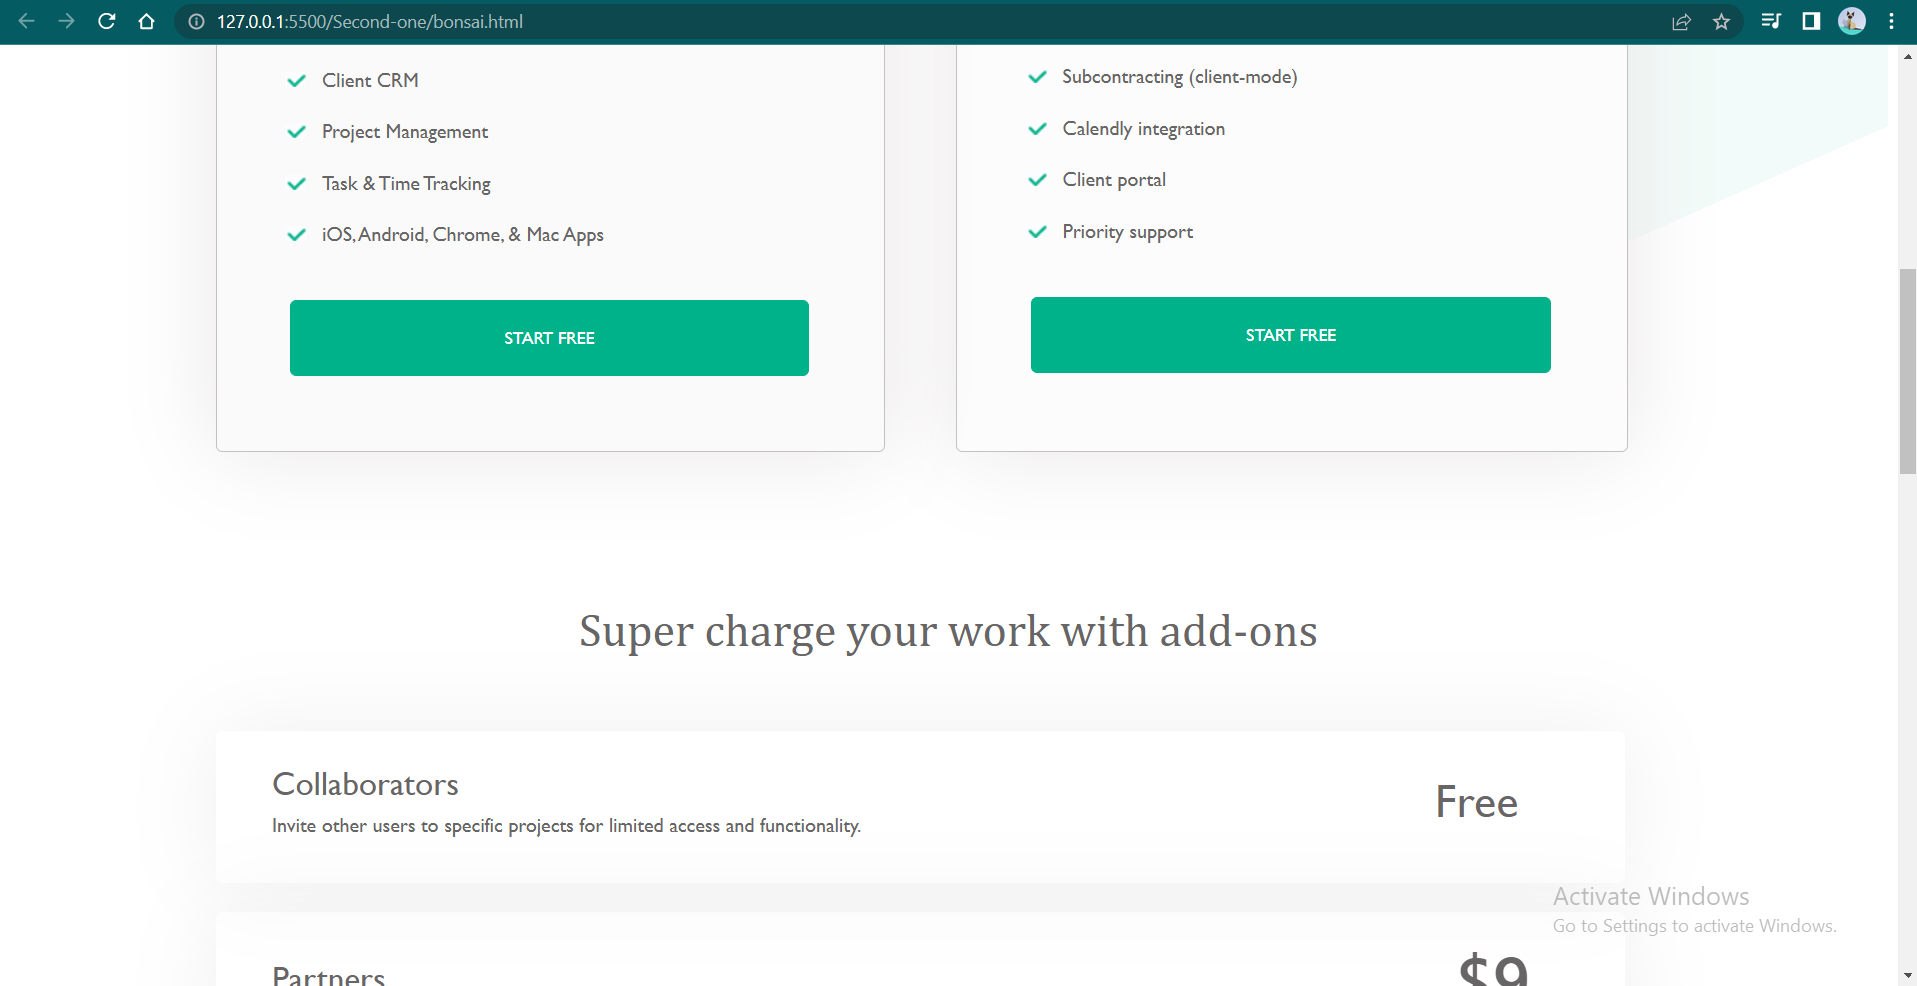 127.0.0.1:5500/Second-one/bonsai.html
Client CRM
Project Management
Task & Time Tracking
iOS, Android, Chrome, & Mac Apps
START FREE
Subcontracting (client-mode)
Calendly integration
Client portal
Priority support
START FREE
Super charge your work with add-ons
Collaborators
Invite other users to specific projects for limited access and functionality.
Free
Partners
$9
Activate Windows
Go to Settings to activate Windows.